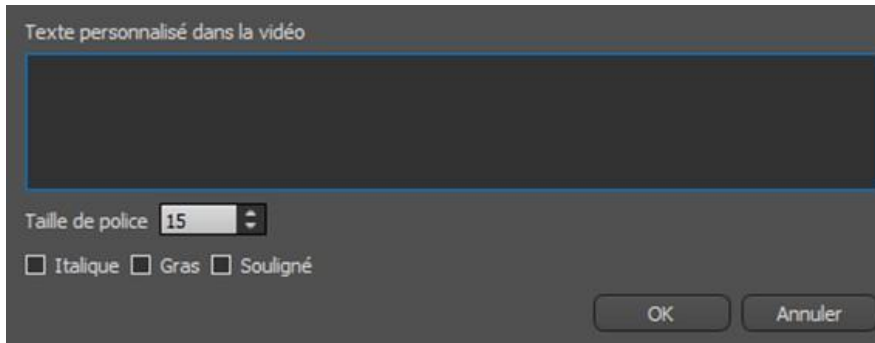 Texte personnalisé dans la vidéo
Taille de police 15
Italique Gras Souligné
OK Annuler